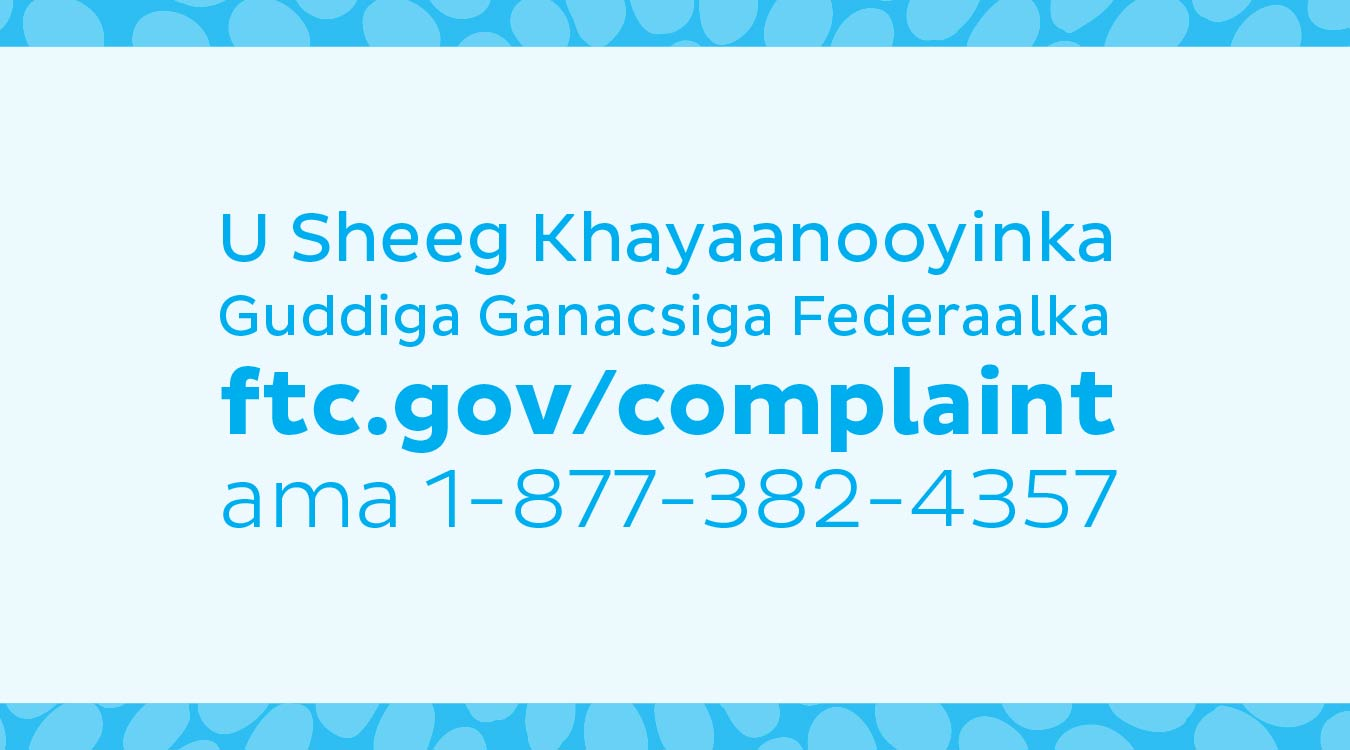 U Sheeg Khayaanooyinka
Guddiga Ganacsiga Federaalka
ftc.gov/complaint
ama 1-877-382-4357